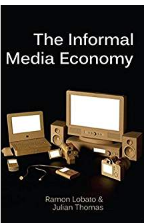 The Informal
Media Economy
Ramon Lobato &
Julian Thomas